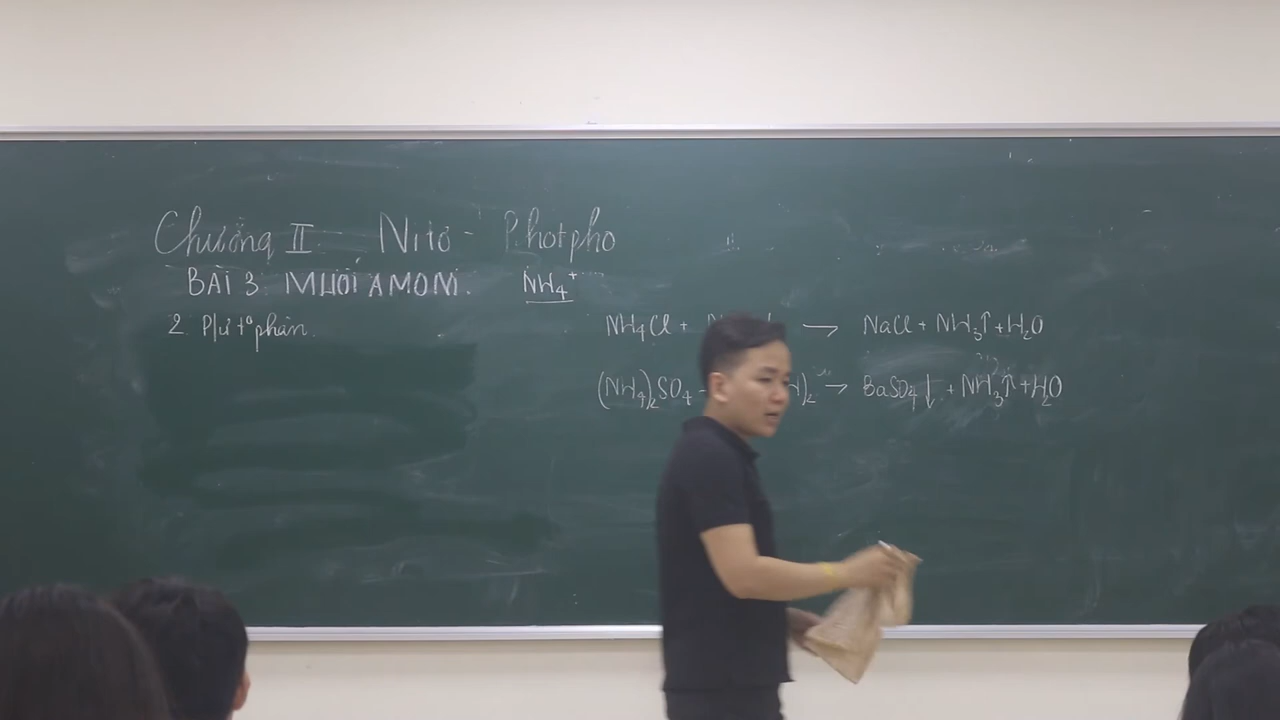 Chương II Nitơ - Photpho
BÀI 3: MUỐI AMONI. NH₄⁺
2. P/ư t° phân.
NH₄Cl + → NaCl + NH₃↑ + H₂O
(NH₄)₂SO₄ )₂ → BaSO₄↓ + NH₃↑ + H₂O